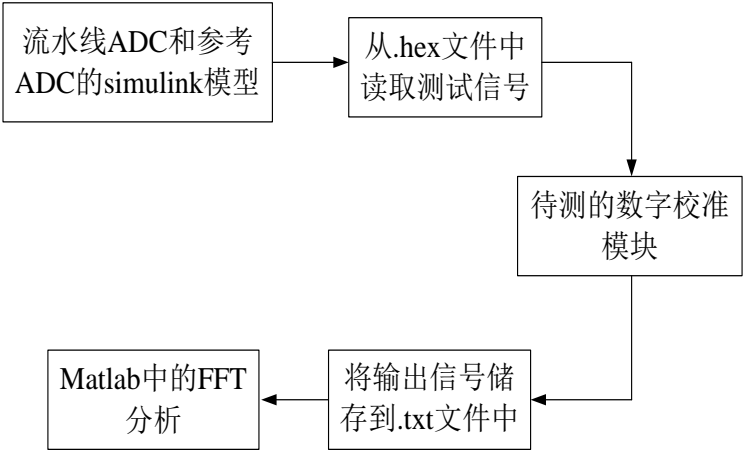 流水线ADC和参考
ADC的simulink模型
从.hex文件中
读取测试信号
待测的数字校准
模块
将输出信号储
存到.txt文件中
Matlab中的FFT
分析